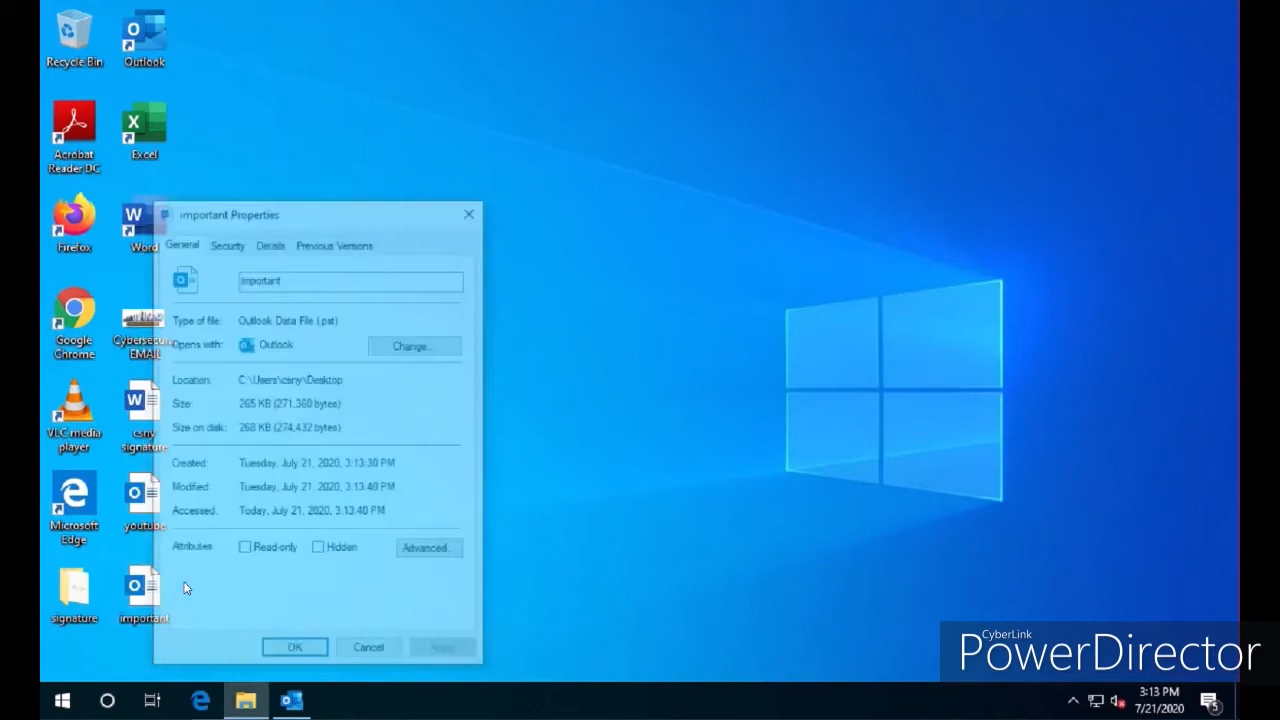 Recycle Bin
Outlook
Acrobat
Reader DC
Excel
Firefox
Word
Google
Chrome
EMAIL
VLC media
player
csny
signature
Microsoft
Edge
youtube
signature
important
Important Properties
General
Security
Details
Previous Versions
important
Type of file:
Outlook Data File (.pst)
Opens with:
Outlook
Change...
Location:
C:\Users\csny\Desktop
Size:
265 KB (271,360 bytes)
Size on disk:
268 KB (274,432 bytes)
Created:
Tuesday, July 21, 2020, 3:13:30 PM
Modified:
Tuesday, July 21, 2020, 3:13:40 PM
Accessed:
Today, July 21, 2020, 3:13:40 PM
Attributes
Read-only
Hidden
Advanced...
OK
Cancel
Apply
CyberLink
PowerDirector
3:13 PM
7/21/2020
5